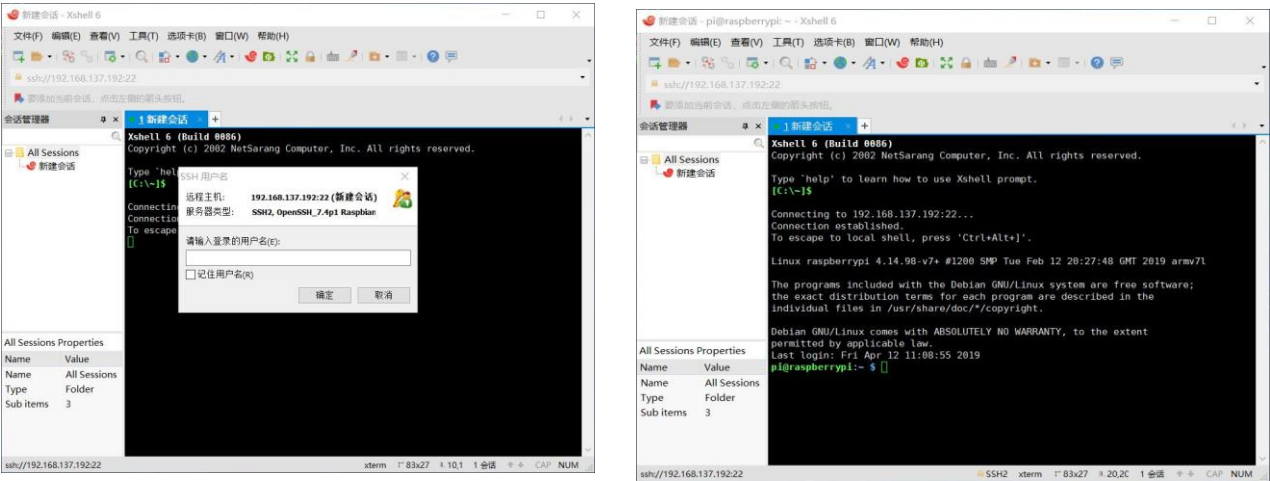 新建会话 - Xshell 6
文件(F) 编辑(E) 查看(V) 工具(T) 选项卡(B) 窗口(W) 帮助(H)
ssh://192.168.137.192:22
要添加当前会话，点击左侧的箭头按钮。
会话管理器
1 新建会话
All Sessions
新建会话
Xshell 6 (Build 0086)
Copyright (c) 2002 NetSarang Computer, Inc. All rights reserved.
Type `hel
[C:\~]$
Connectin
Connection
To escape
SSH 用户名
远程主机: 192.168.137.192:22 (新建会话)
服务器类型: SSH2, OpenSSH_7.4p1 Raspbian
请输入登录的用户名(E):
记住用户名(R)
确定 取消
All Sessions Properties
Name Value
Name All Sessions
Type Folder
Sub items 3
ssh://192.168.137.192:22 xterm 83x27 10,1 1 会话 CAP NUM
新建会话 - pi@raspberrypi: ~ - Xshell 6
文件(F) 编辑(E) 查看(V) 工具(T) 选项卡(B) 窗口(W) 帮助(H)
ssh://192.168.137.192:22
要添加当前会话，点击左侧的箭头按钮。
会话管理器
1 新建会话
All Sessions
新建会话
Xshell 6 (Build 0086)
Copyright (c) 2002 NetSarang Computer, Inc. All rights reserved.
Type `help' to learn how to use Xshell prompt.
[C:\~]$
Connecting to 192.168.137.192:22...
Connection established.
To escape to local shell, press 'Ctrl+Alt+]'.
Linux raspberrypi 4.14.98-v7+ #1200 SMP Tue Feb 12 20:27:48 GMT 2019 armv7l
The programs included with the Debian GNU/Linux system are free software;
the exact distribution terms for each program are described in the
individual files in /usr/share/doc/*/copyright.
Debian GNU/Linux comes with ABSOLUTELY NO WARRANTY, to the extent
permitted by applicable law.
Last login: Fri Apr 12 11:08:55 2019
pi@raspberrypi:~ $
All Sessions Properties
Name Value
Name All Sessions
Type Folder
Sub items 3
ssh://192.168.137.192:22 SSH2 xterm 83x27 20,20 1 会话 CAP NUM